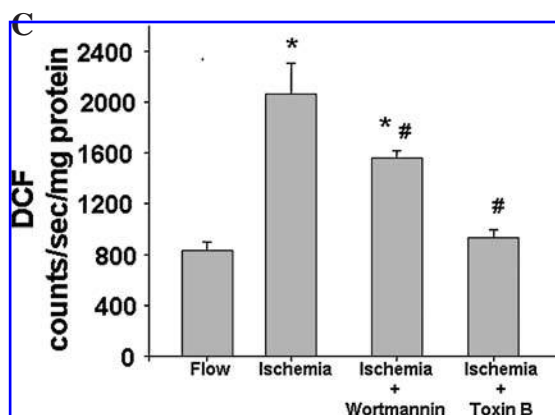 C
DCF
counts/sec/mg protein
2400
2000
1600
1200
800
400
0
*
* #
#
Flow
Ischemia
Ischemia
+
Wortmannin
Ischemia
+
Toxin B